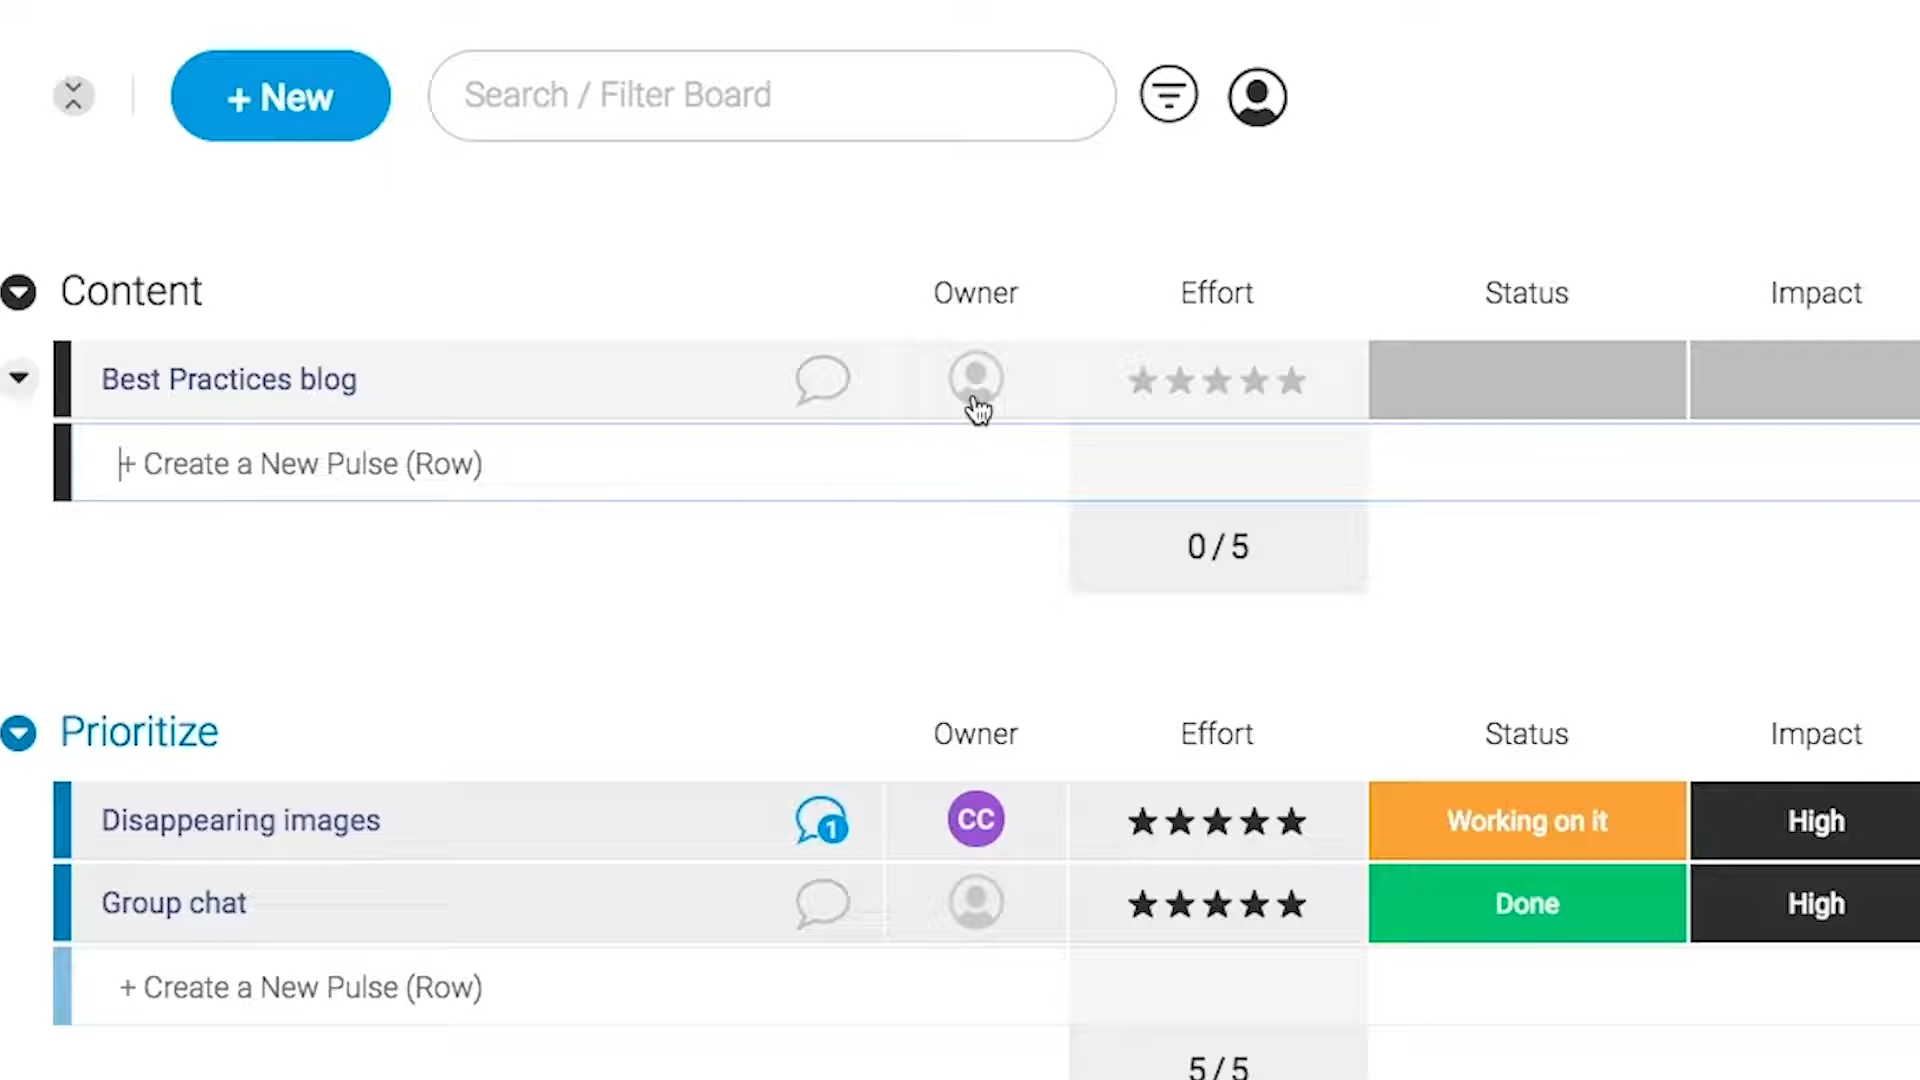 + New
Search / Filter Board
Content Owner Effort Status Impact
Best Practices blog
+ Create a New Pulse (Row)
0 / 5
Prioritize Owner Effort Status Impact
Disappearing images 1 CC Working on it High
Group chat Done High
+ Create a New Pulse (Row)
5 / 5